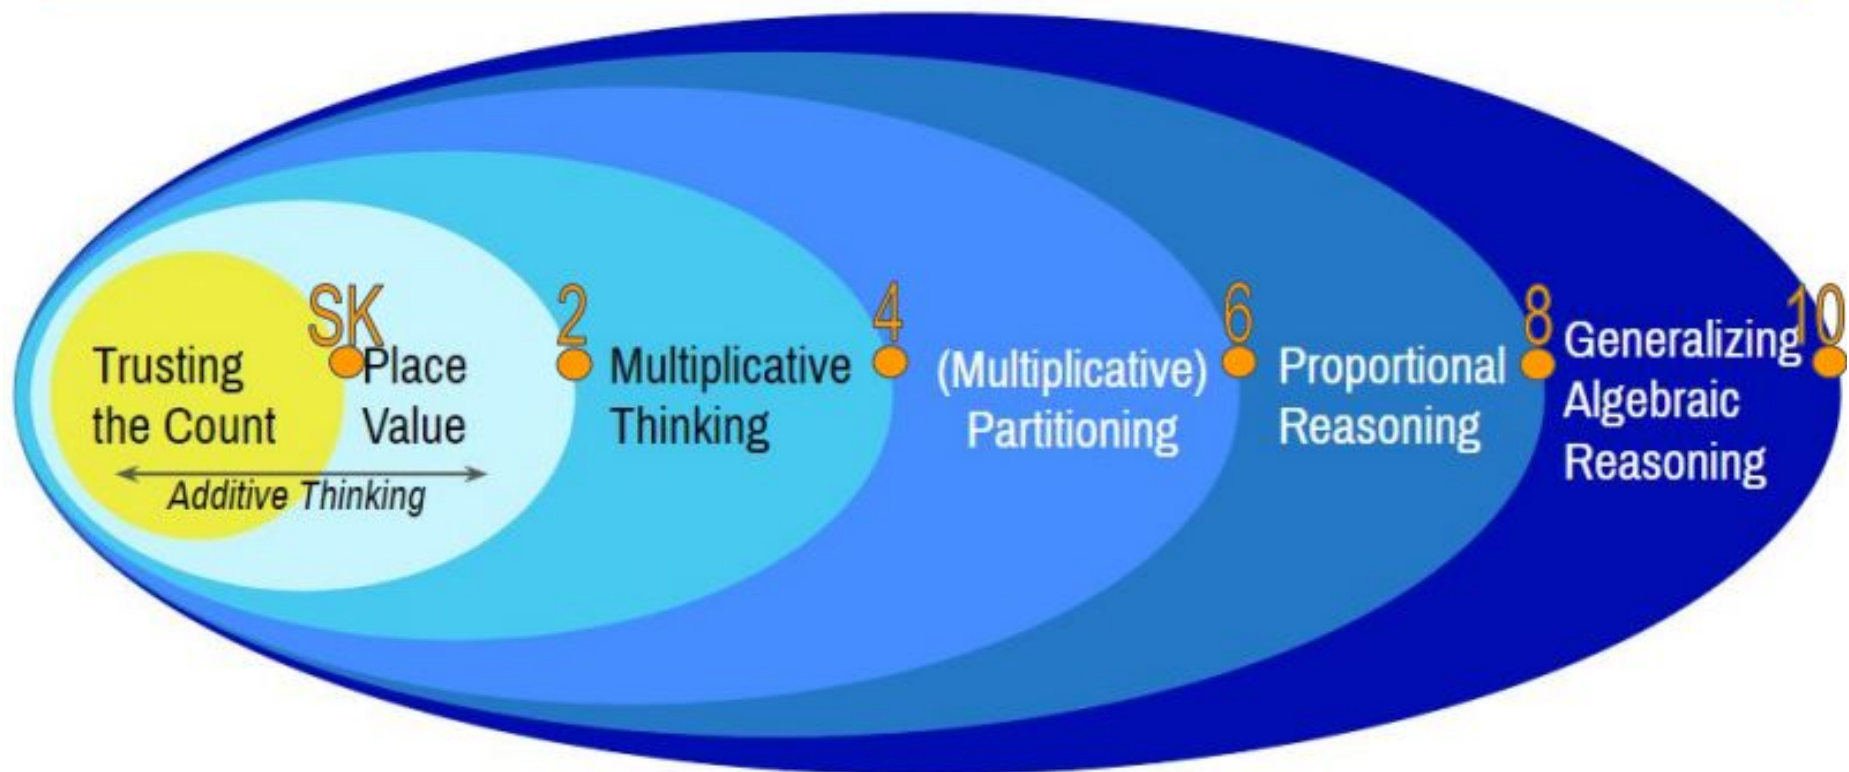 SK
2
4
6
8
10
Trusting
the Count
Place
Value
Additive Thinking
Multiplicative
Thinking
(Multiplicative)
Partitioning
Proportional
Reasoning
Generalizing
Algebraic
Reasoning